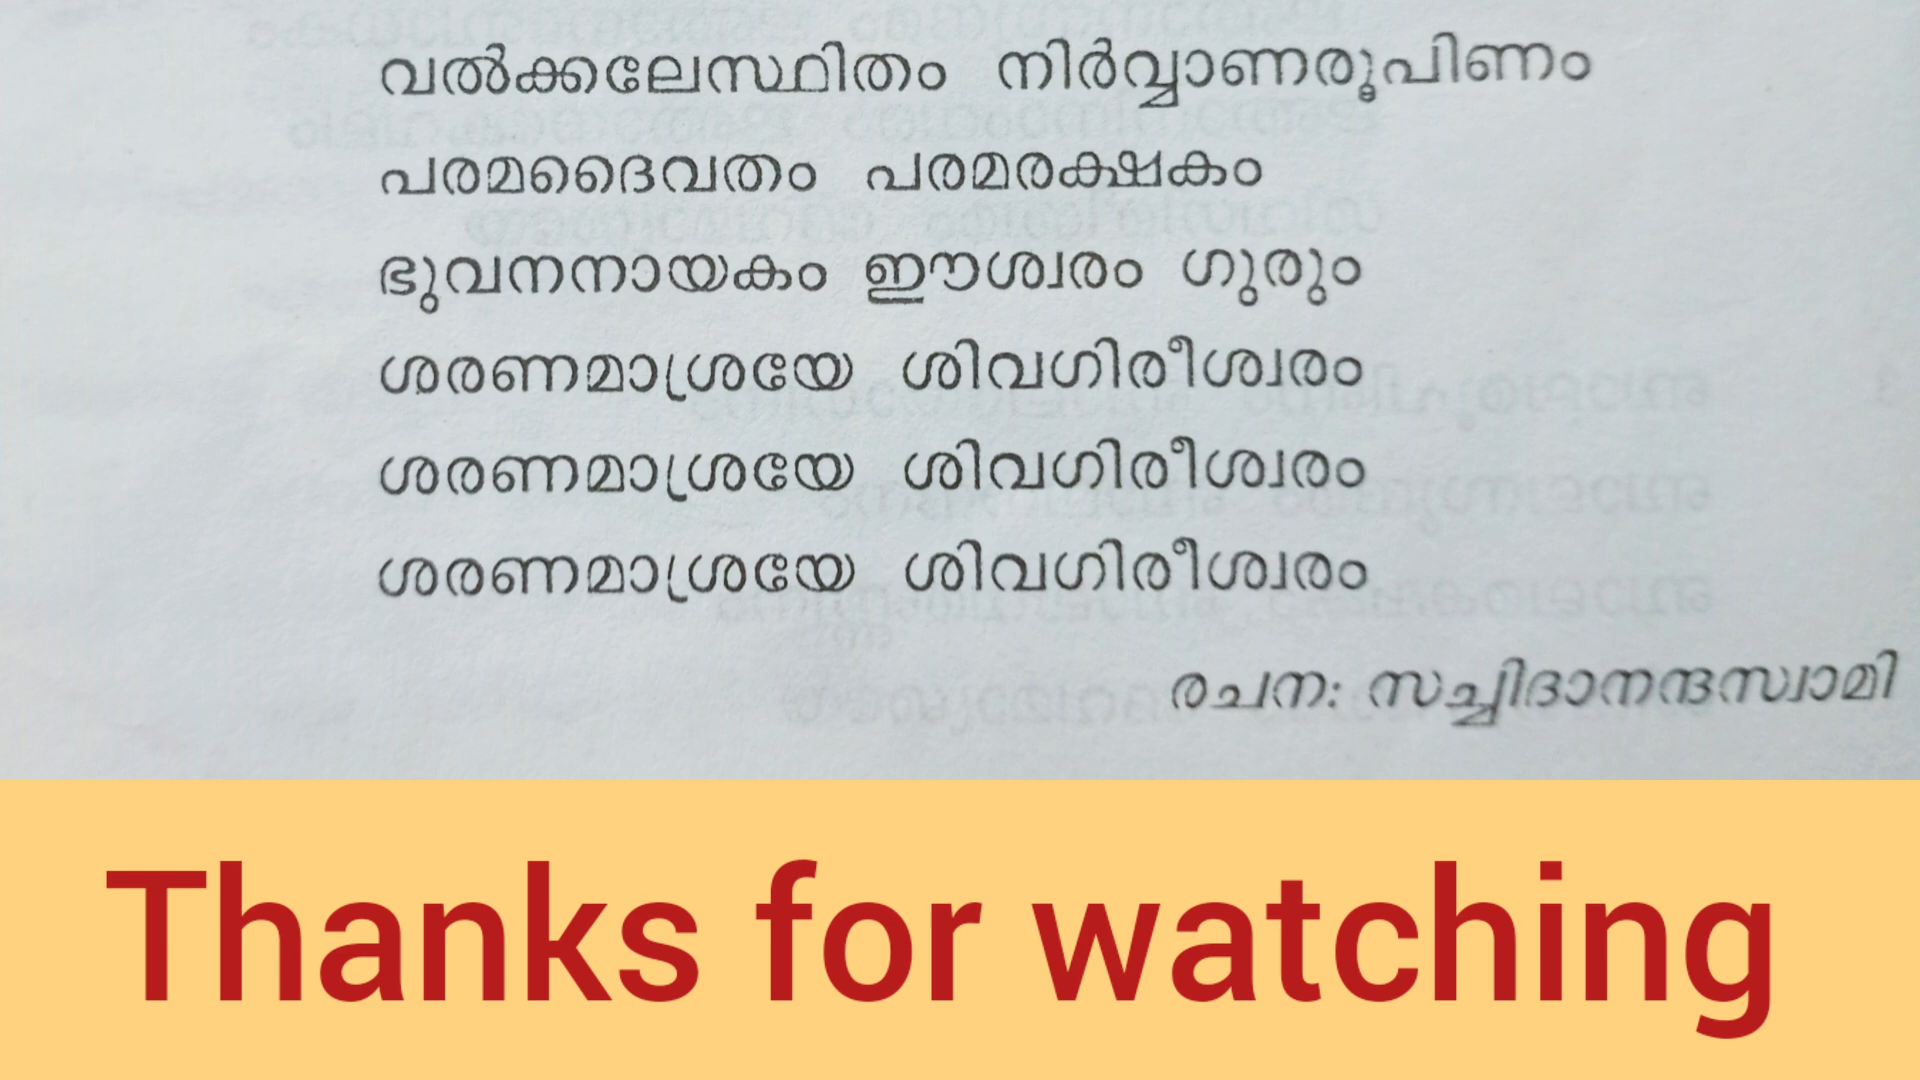 വൽക്കലേസ്ഥിതം നിർവ്വാണരൂപിണം
പരമദൈവതം പരമരക്ഷകം
ഭുവനനായകം ഈശ്വരം ഗുരും
ശരണമാശ്രയേ ശിവഗിരീശ്വരം
ശരണമാശ്രയേ ശിവഗിരീശ്വരം
ശരണമാശ്രയേ ശിവഗിരീശ്വരം
രചന: സച്ചിദാനന്ദസ്വാമി
Thanks for watching